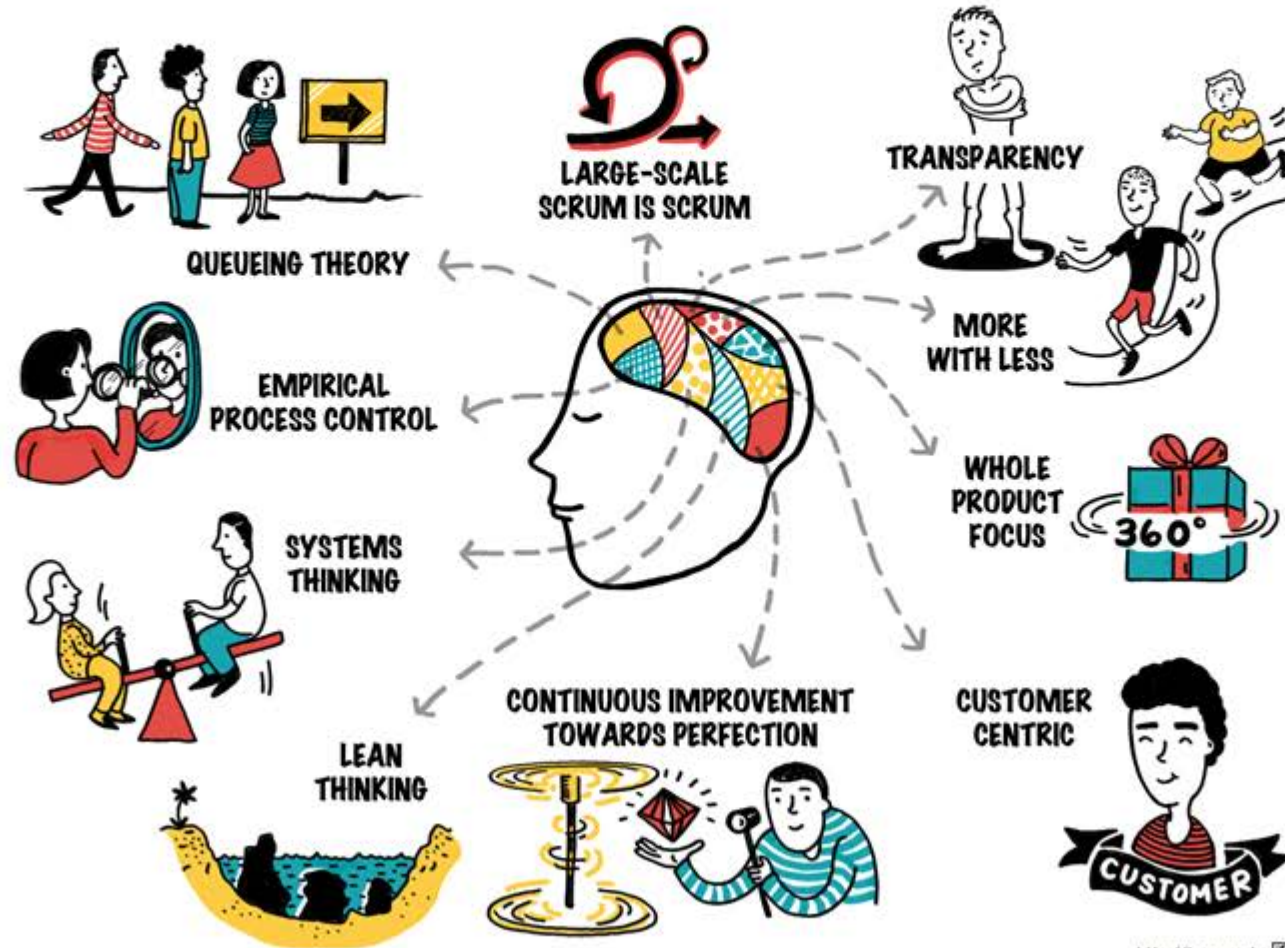 LARGE-SCALE
SCRUM IS SCRUM
TRANSPARENCY
QUEUEING THEORY
MORE
WITH LESS
EMPIRICAL
PROCESS CONTROL
WHOLE
PRODUCT
FOCUS
360°
SYSTEMS
THINKING
CONTINUOUS IMPROVEMENT
TOWARDS PERFECTION
CUSTOMER
CENTRIC
LEAN
THINKING
CUSTOMER